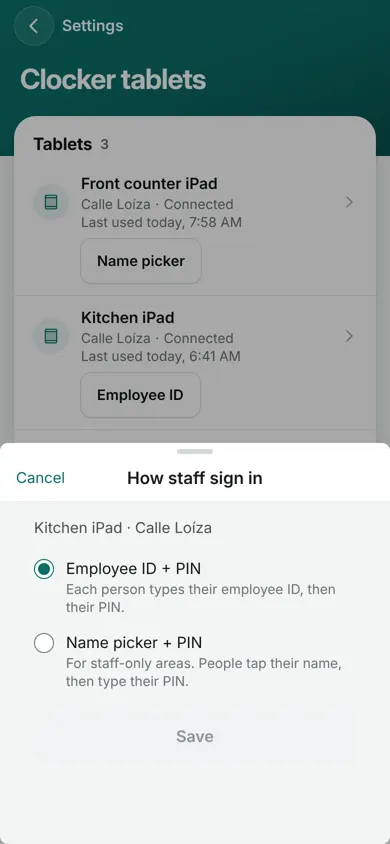 Settings
Clocker tablets
Tablets 3
Front counter iPad
Calle Loíza · Connected
Last used today, 7:58 AM
Name picker
Kitchen iPad
Calle Loíza · Connected
Last used today, 6:41 AM
Employee ID
Cancel
How staff sign in
Kitchen iPad · Calle Loíza
Employee ID + PIN
Each person types their employee ID, then
their PIN.
Name picker + PIN
For staff-only areas. People tap their name,
then type their PIN.
Save